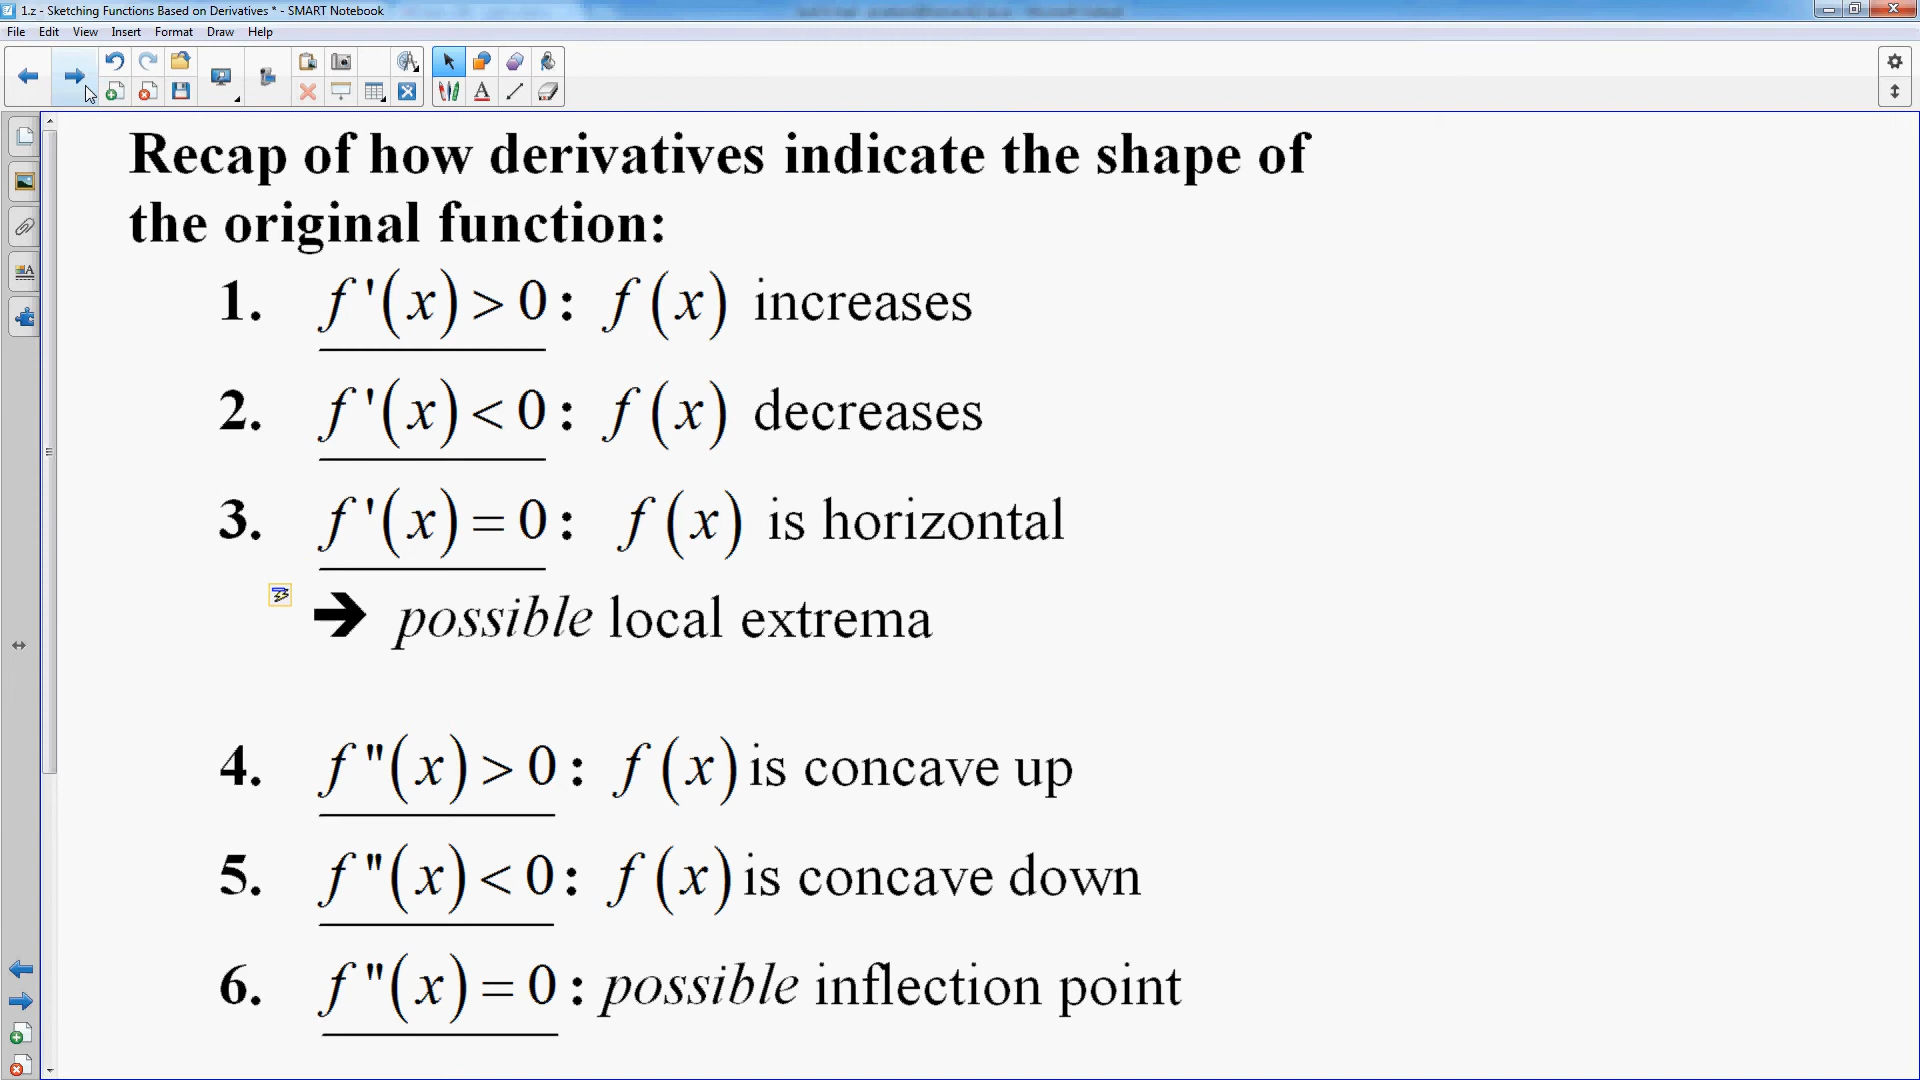 1.z - Sketching Functions Based on Derivatives * - SMART Notebook
File Edit View Insert Format Draw Help
Recap of how derivatives indicate the shape of
the original function:
1. f '(x) > 0 : f (x) increases
2. f '(x) < 0 : f (x) decreases
3. f '(x) = 0 : f (x) is horizontal
➔ possible local extrema
4. f "(x) > 0 : f (x) is concave up
5. f "(x) < 0 : f (x) is concave down
6. f "(x) = 0 : possible inflection point